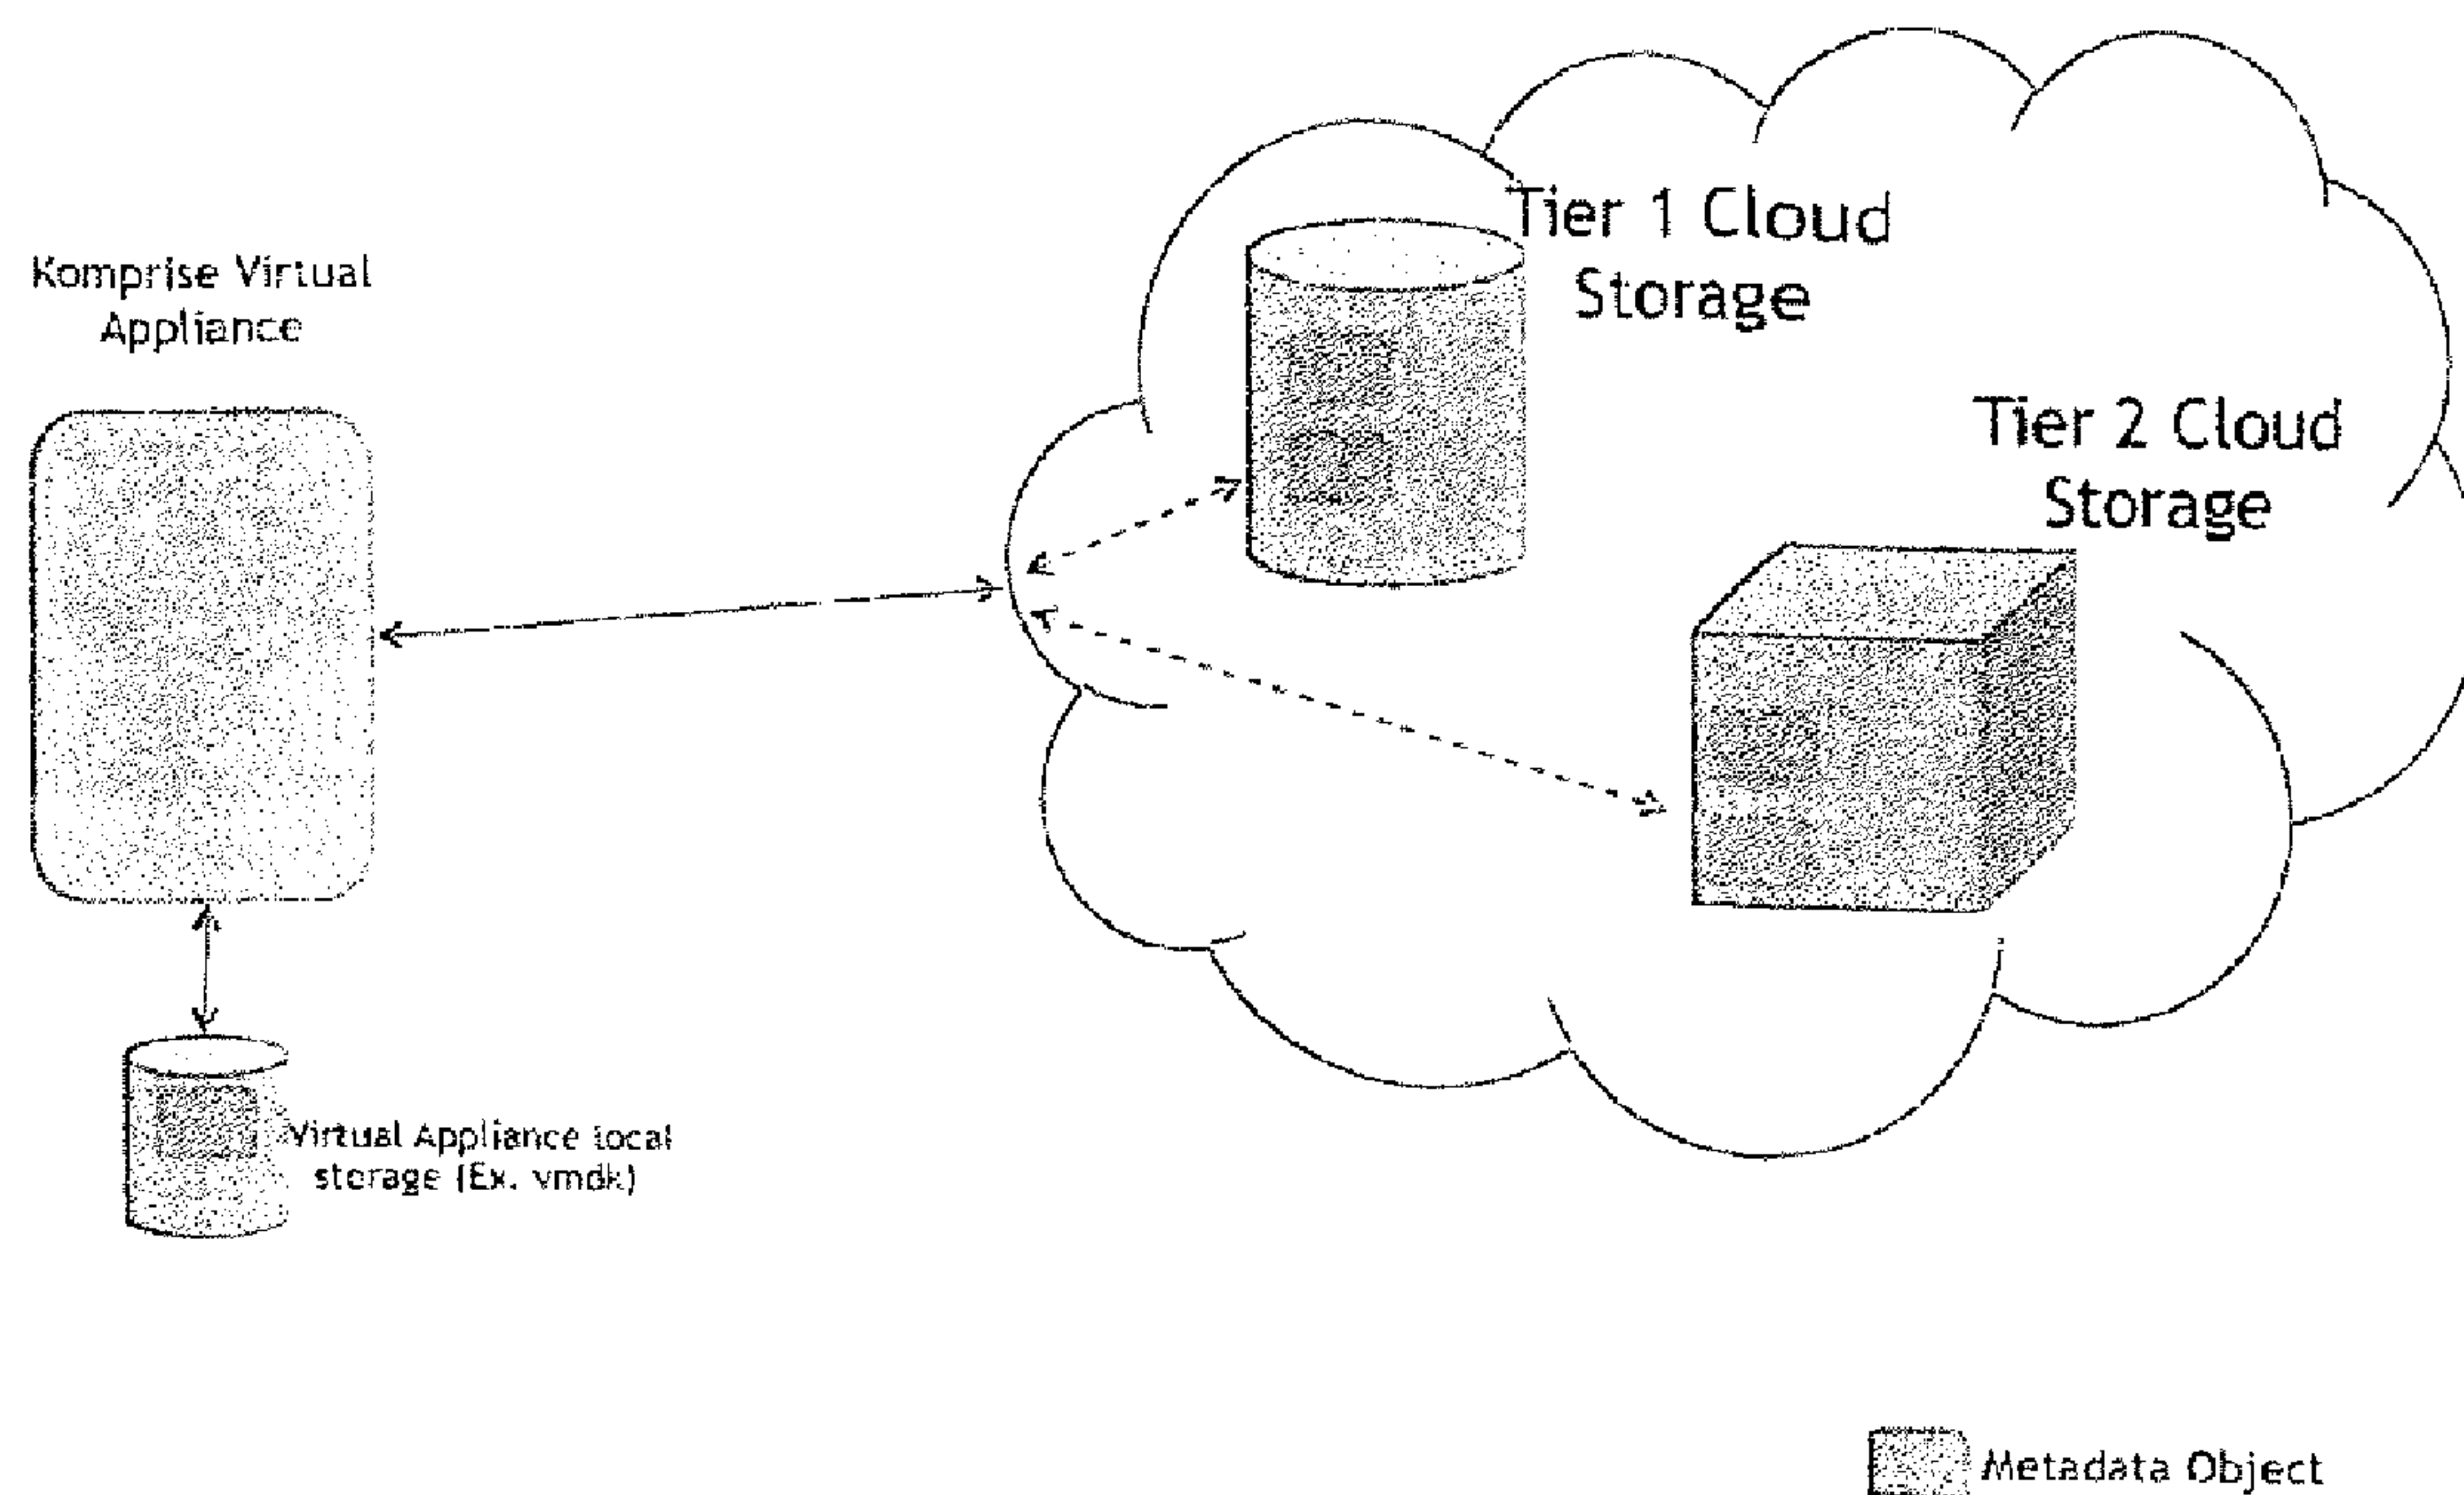 Tier 1 Cloud
Storage
Komprise Virtual
Appliance
Tier 2 Cloud
Storage
Virtual Appliance local
storage (Ex. vmdk)
Metadata Object